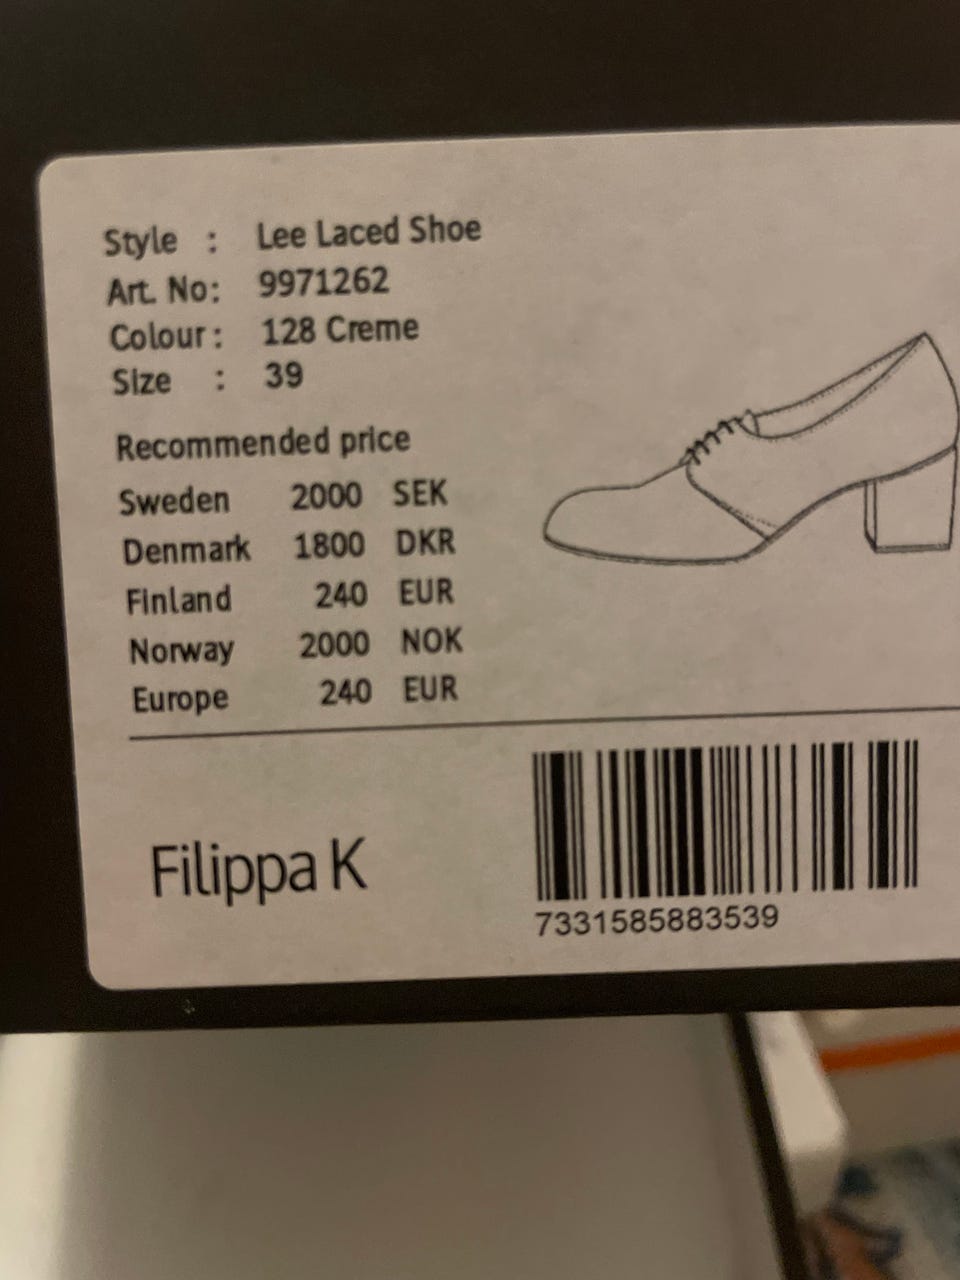 Style : Lee Laced Shoe
Art. No: 9971262
Colour: 128 Creme
Size : 39
Recommended price
Sweden 2000 SEK
Denmark 1800 DKR
Finland 240 EUR
Norway 2000 NOK
Europe 240 EUR
Filippa K
7331585883539